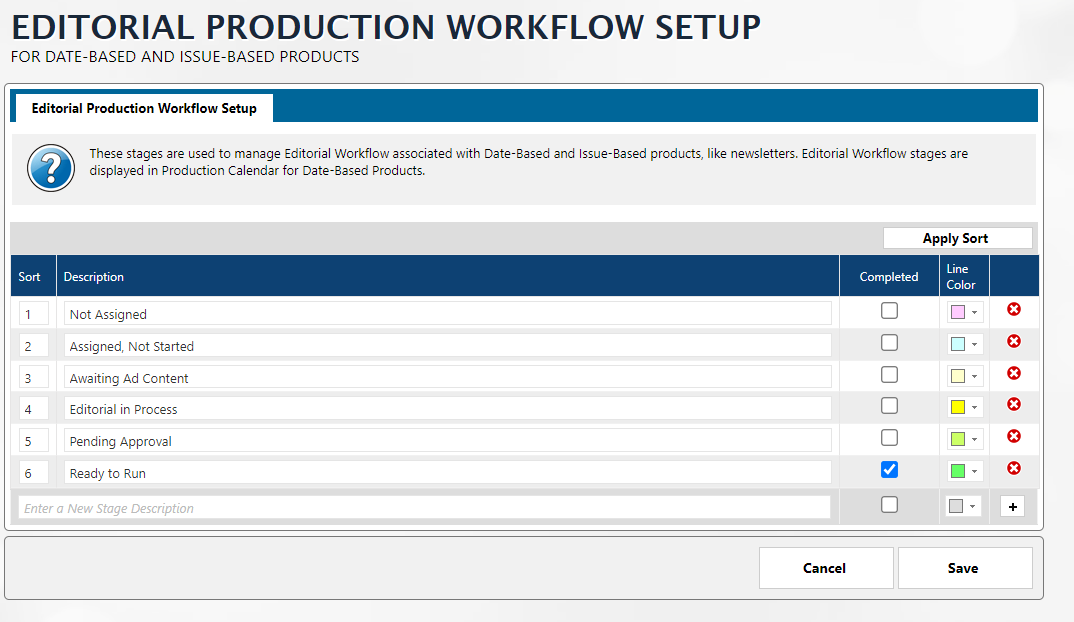 EDITORIAL PRODUCTION WORKFLOW SETUP
FOR DATE-BASED AND ISSUE-BASED PRODUCTS
Editorial Production Workflow Setup
These stages are used to manage Editorial Workflow associated with Date-Based and Issue-Based products, like newsletters. Editorial Workflow stages are
displayed in Production Calendar for Date-Based Products.
Apply Sort
Sort Description Completed Line Color
1 Not Assigned
2 Assigned, Not Started
3 Awaiting Ad Content
4 Editorial in Process
5 Pending Approval
6 Ready to Run
Enter a New Stage Description
Cancel Save